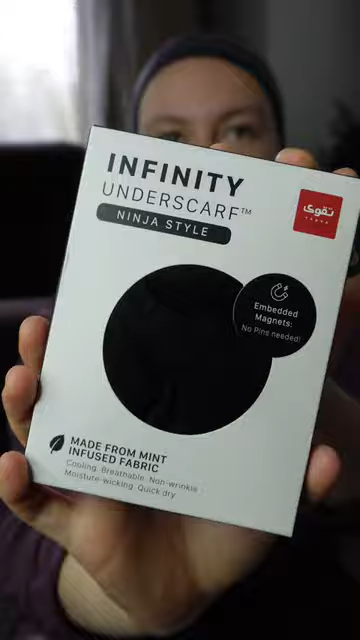 INFINITY
UNDERSCARF™
NINJA STYLE
تقوى
TAQWA
Embedded
Magnets:
No Pins needed!
MADE FROM MINT
INFUSED FABRIC
Cooling. Breathable. Non-wrinkle
Moisture-wicking. Quick dry